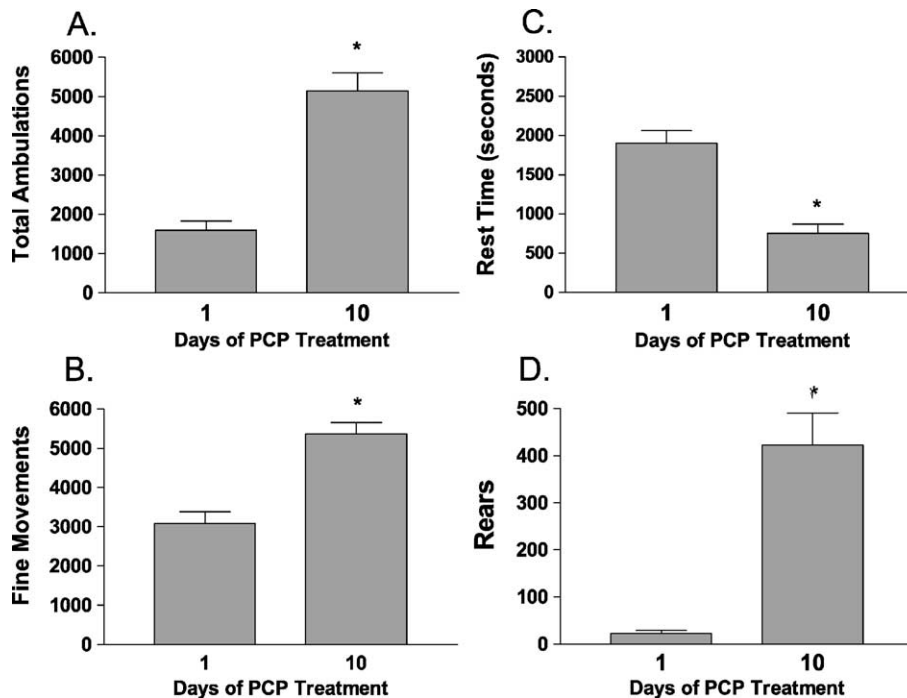 A.
*
6000
5000
4000
3000
2000
1000
0
Total Ambulations
1 10
Days of PCP Treatment
B.
*
6000
5000
4000
3000
2000
1000
0
Fine Movements
1 10
Days of PCP Treatment
C.
3000
2500
2000
1500
1000
500
0
*
Rest Time (seconds)
1 10
Days of PCP Treatment
D.
*
500
400
300
200
100
0
Rears
1 10
Days of PCP Treatment